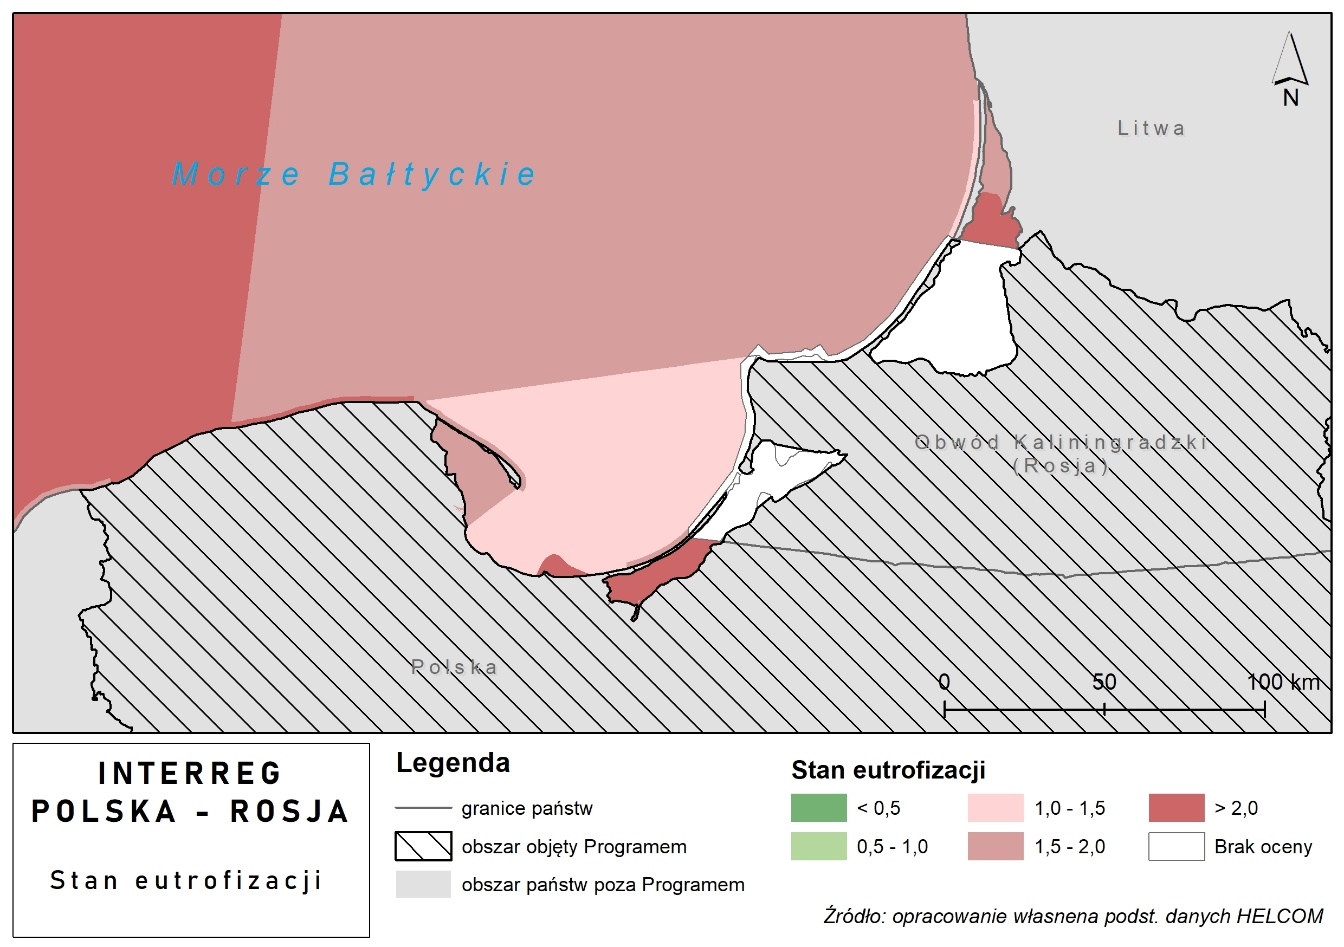 N
Litwa
Morze Bałtyckie
Obwód Kaliningradzki
(Rosja)
Polska
0 50 100 km
INTERREG
POLSKA - ROSJA
Stan eutrofizacji
Legenda
granice państw
obszar objęty Programem
obszar państw poza Programem
Stan eutrofizacji
< 0,5
0,5 - 1,0
1,0 - 1,5
1,5 - 2,0
> 2,0
Brak oceny
Źródło: opracowanie własnena podst. danych HELCOM